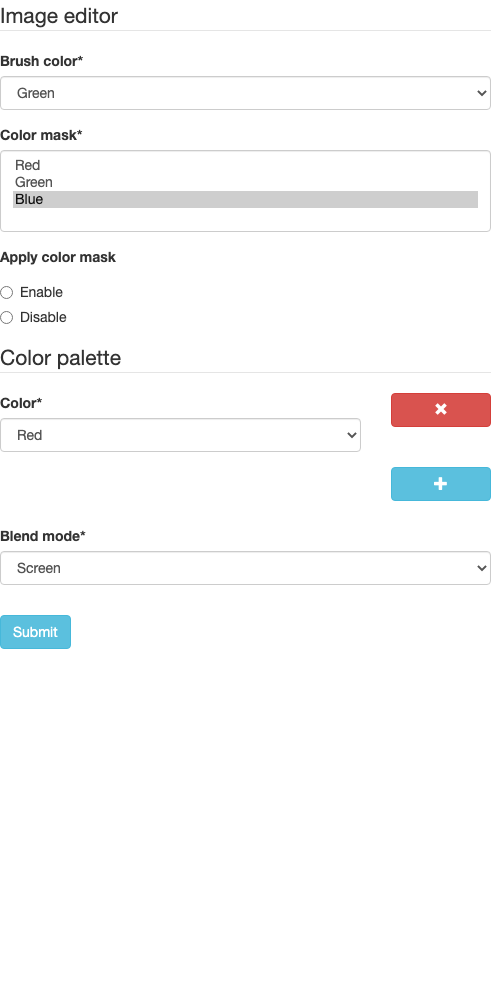 Image editor
Brush color*
Green
Color mask*
Red
Green
Blue
Apply color mask
Enable
Disable
Color palette
Color*
Red
Blend mode*
Screen
Submit